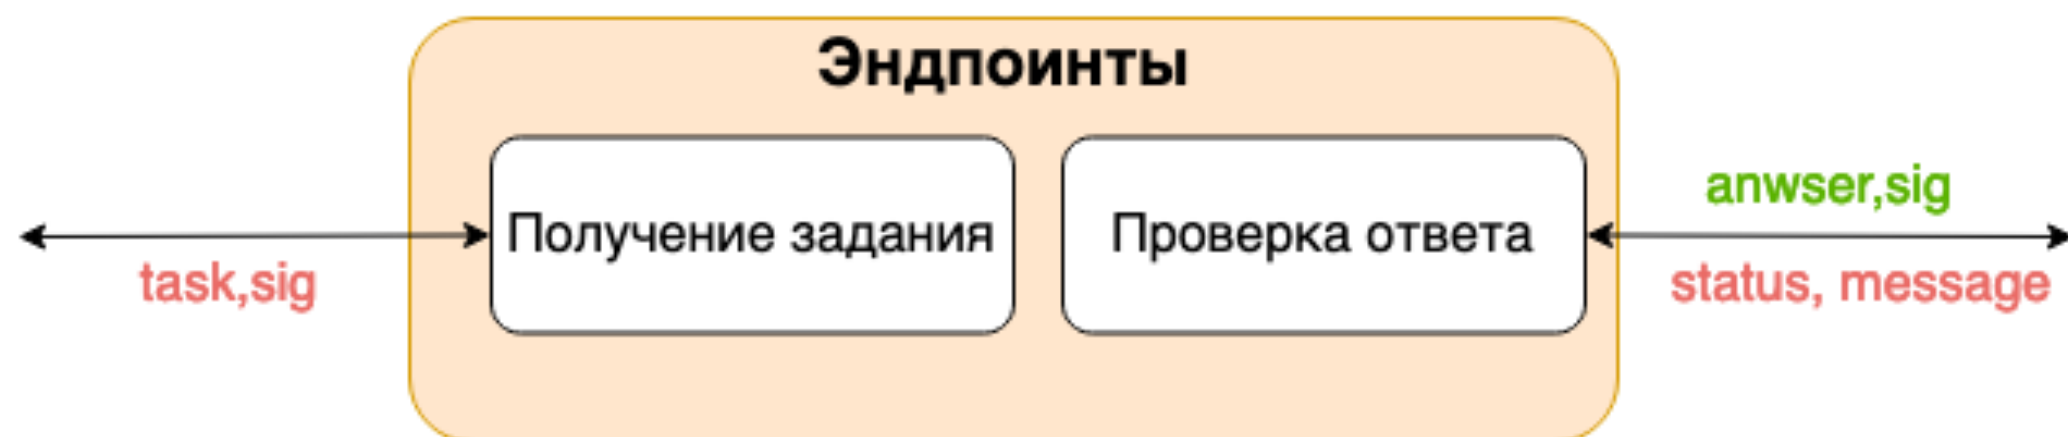 Эндпоинты
Получение задания
Проверка ответа
task,sig
anwser,sig
status, message